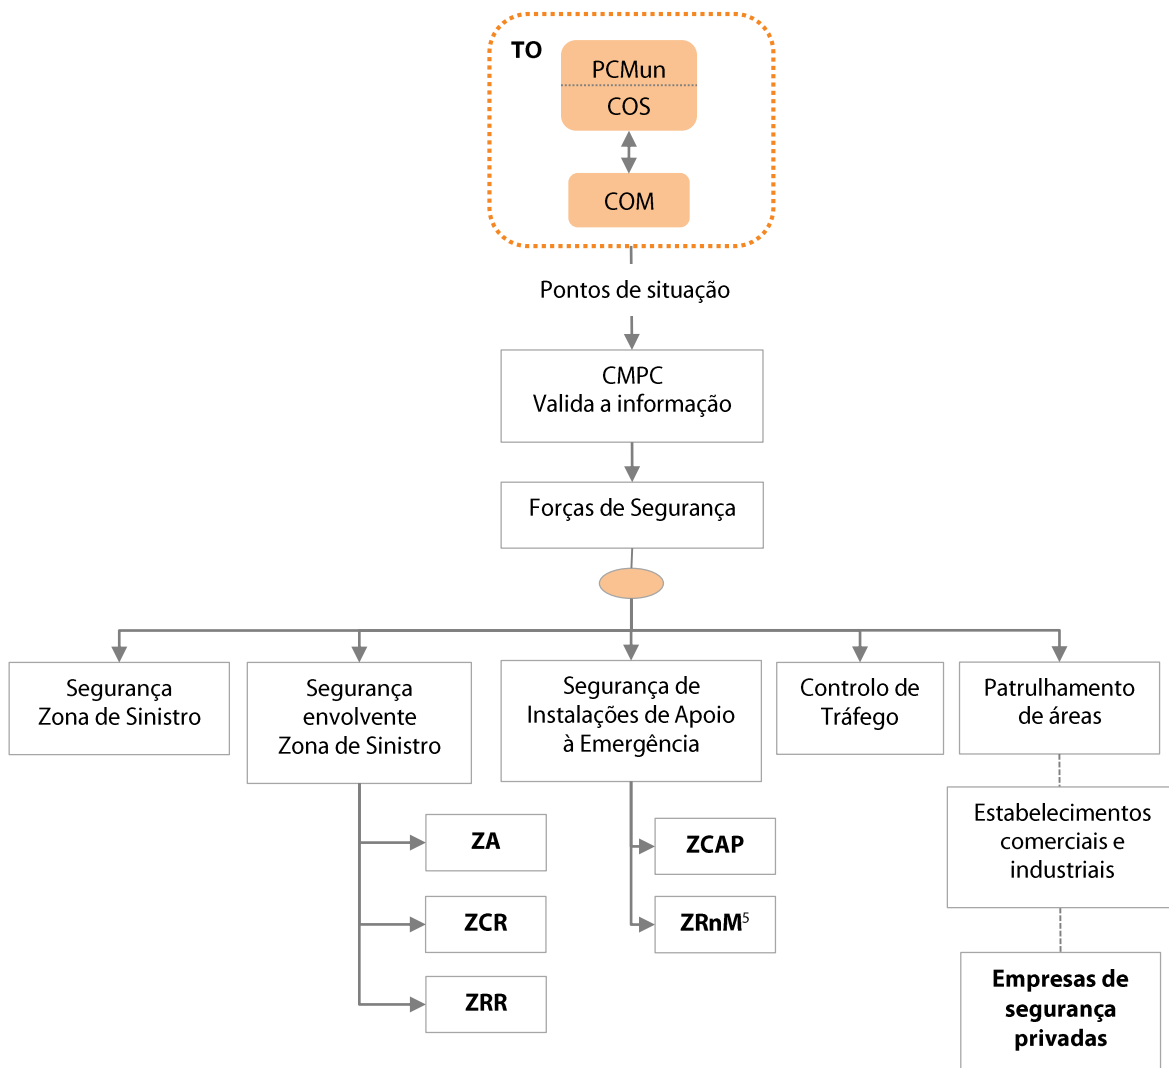 TO
PCMun
COS
COM
Pontos de situação
CMPC
Valida a informação
Forças de Segurança
Segurança
Zona de Sinistro
Segurança
envolvente
Zona de Sinistro
Segurança de
Instalações de Apoio
à Emergência
Controlo de
Tráfego
Patrulhamento
de áreas
ZA
ZCR
ZRR
ZCAP
ZRnM⁵
Estabelecimentos
comerciais e
industriais
Empresas de
segurança
privadas